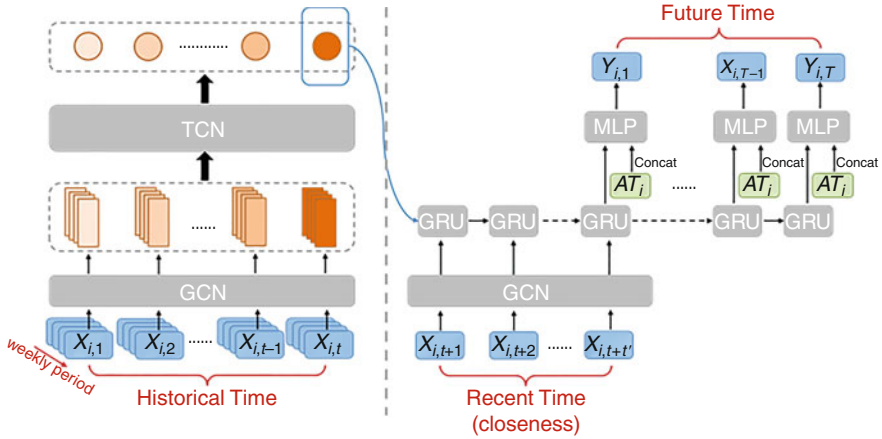 Future Time
Y_{i,1} X_{i,T-1} Y_{i,T}
TCN
MLP MLP MLP
Concat Concat Concat
AT_i ...... AT_i AT_i
......
GRU GRU GRU GRU GRU
GCN
GCN
X_{i,1} X_{i,2} ...... X_{i,t-1} X_{i,t}
X_{i,t+1} X_{i,t+2} ...... X_{i,t+t'}
weekly period
Historical Time
Recent Time
(closeness)